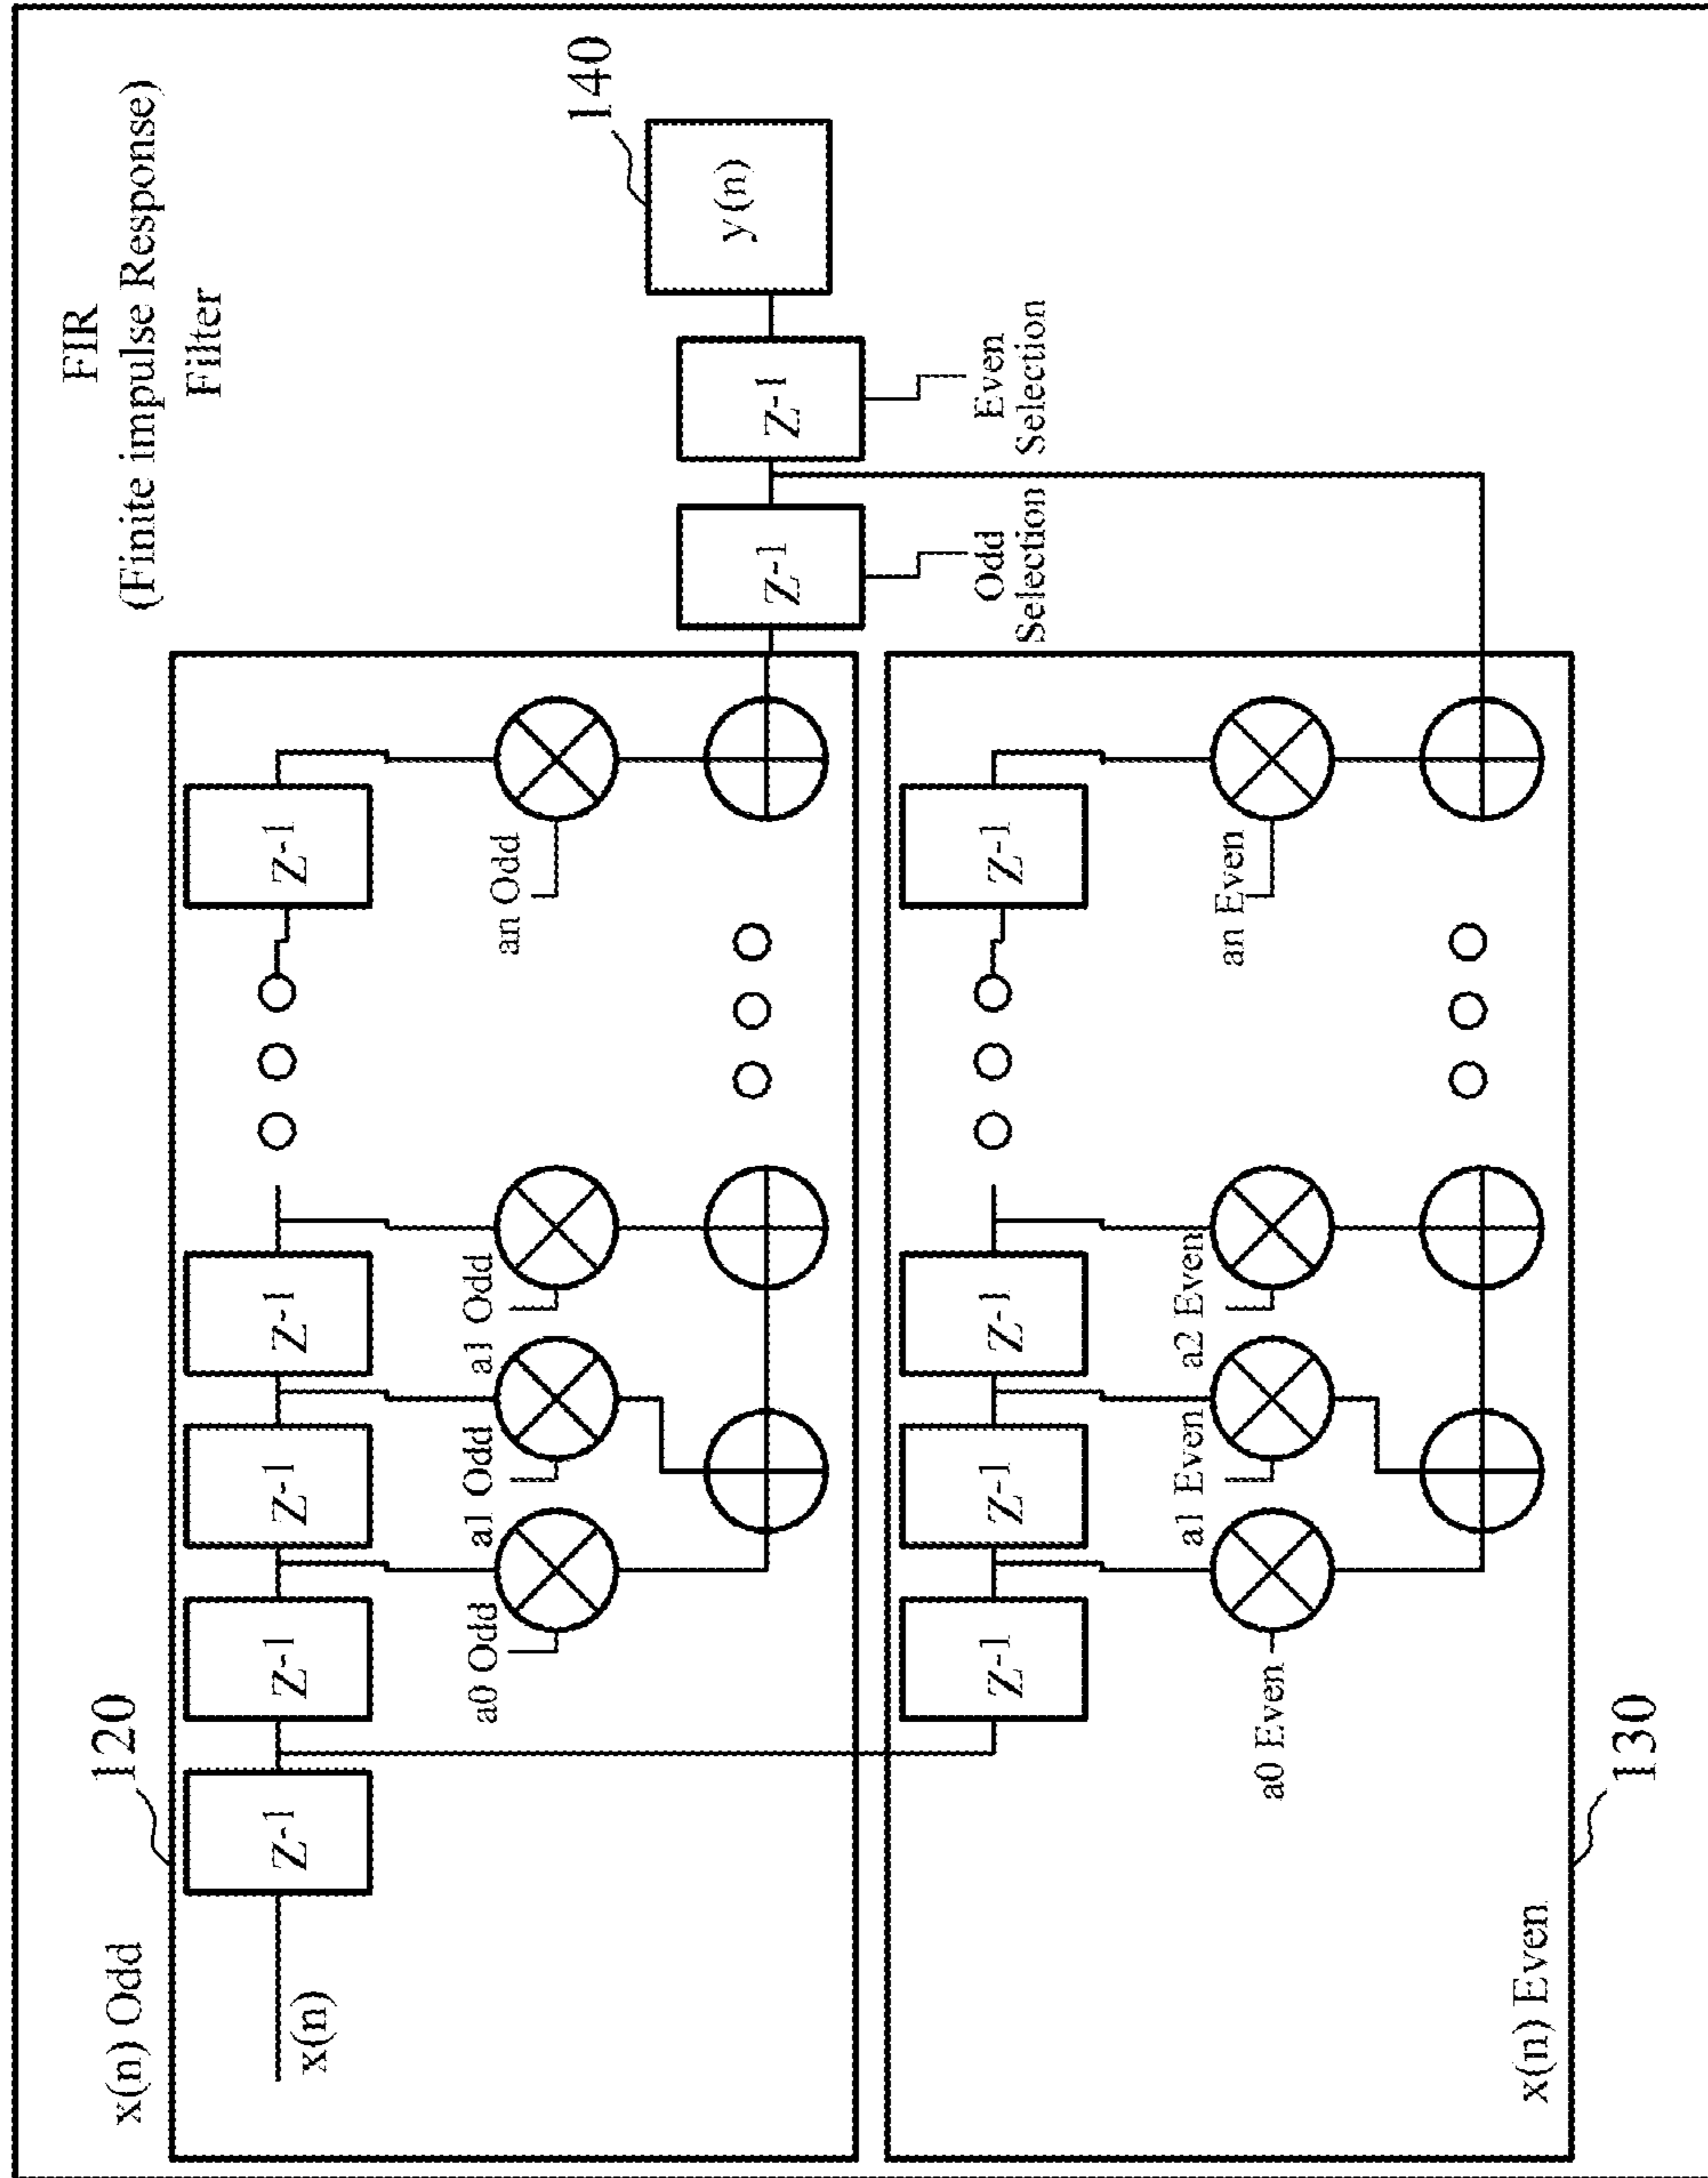 FIR
(Finite impulse Response)
Filter
x(n) Odd
120
x(n)
Z-1
Z-1
Z-1
Z-1
Z-1
a0 Odd
a1 Odd
a1 Odd
an Odd
Z-1
Z-1
y(n)
140
Odd
Selection
Even
Selection
Z-1
Z-1
Z-1
Z-1
a0 Even
a1 Even
a2 Even
an Even
x(n) Even
130